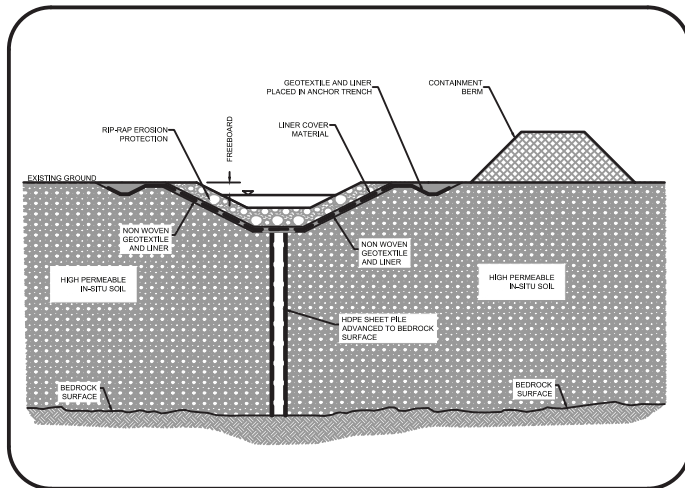 GEOTEXTILE AND LINER
PLACED IN ANCHOR TRENCH
CONTAINMENT
BERM
RIP-RAP EROSION
PROTECTION
FREEBOARD
LINER COVER
MATERIAL
EXISTING GROUND
NON WOVEN
GEOTEXTILE
AND LINER
NON WOVEN
GEOTEXTILE
AND LINER
HIGH PERMEABLE
IN-SITU SOIL
HIGH PERMEABLE
IN-SITU SOIL
HDPE SHEET PILE
ADVANCED TO BEDROCK
SURFACE
BEDROCK
SURFACE
BEDROCK
SURFACE